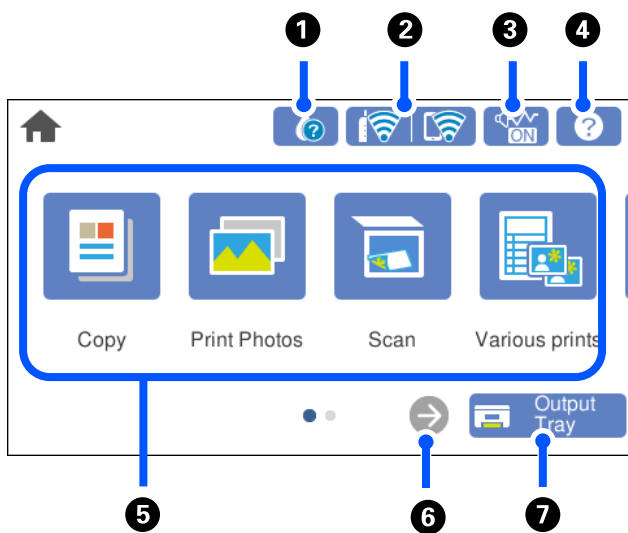 1 2 3 4
? ON ?
Copy Print Photos Scan Various prints
Output
Tray
5 6 7